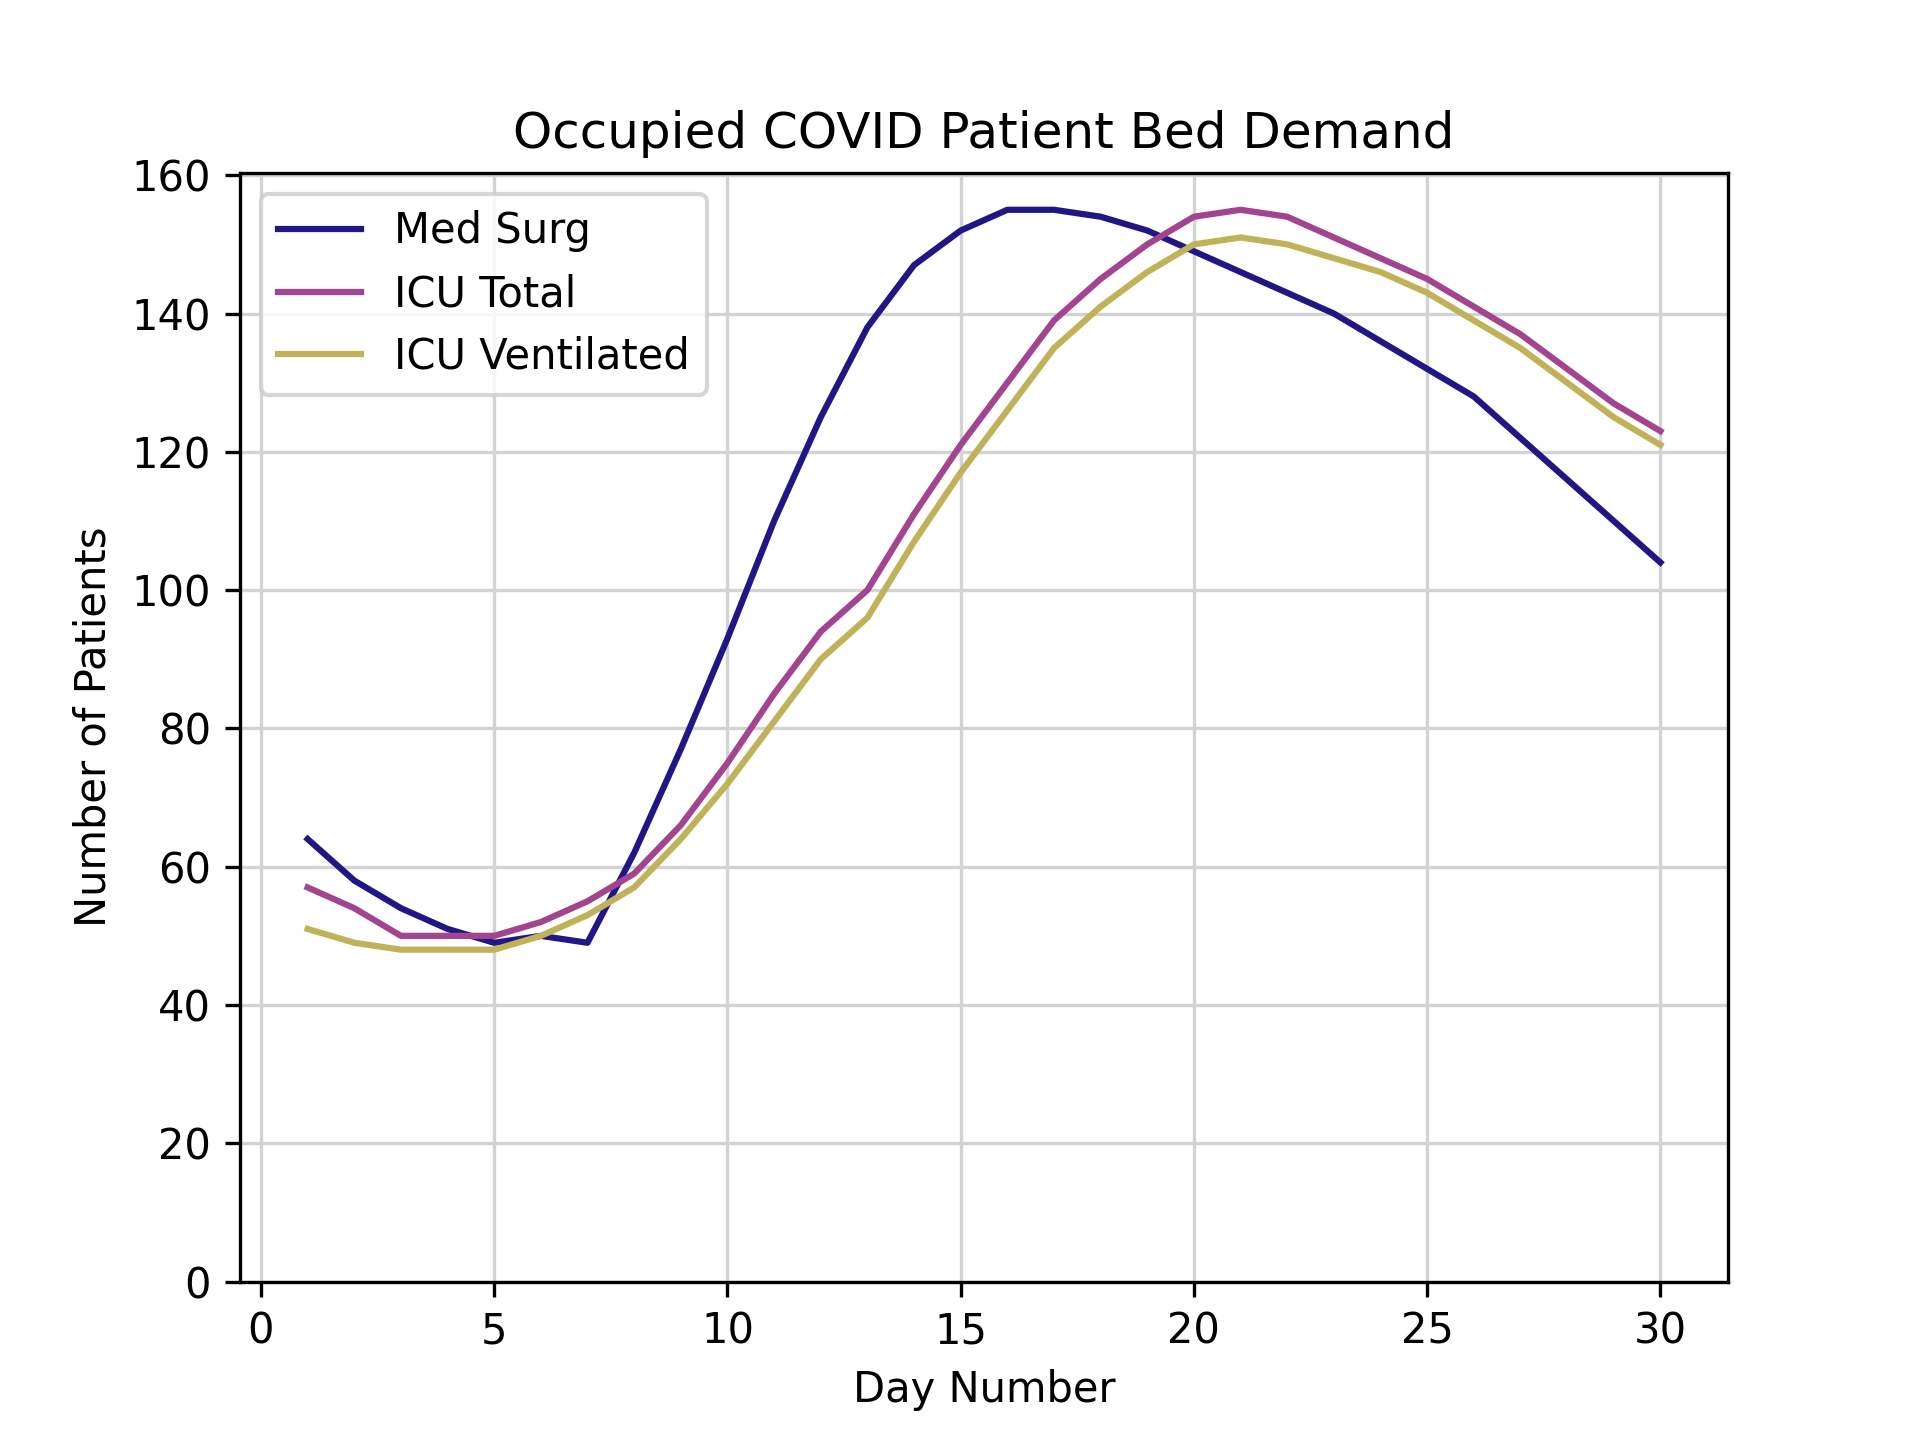 Occupied COVID Patient Bed Demand
160
140
120
100
80
60
40
20
0
Number of Patients
Med Surg
ICU Total
ICU Ventilated
0 5 10 15 20 25 30
Day Number